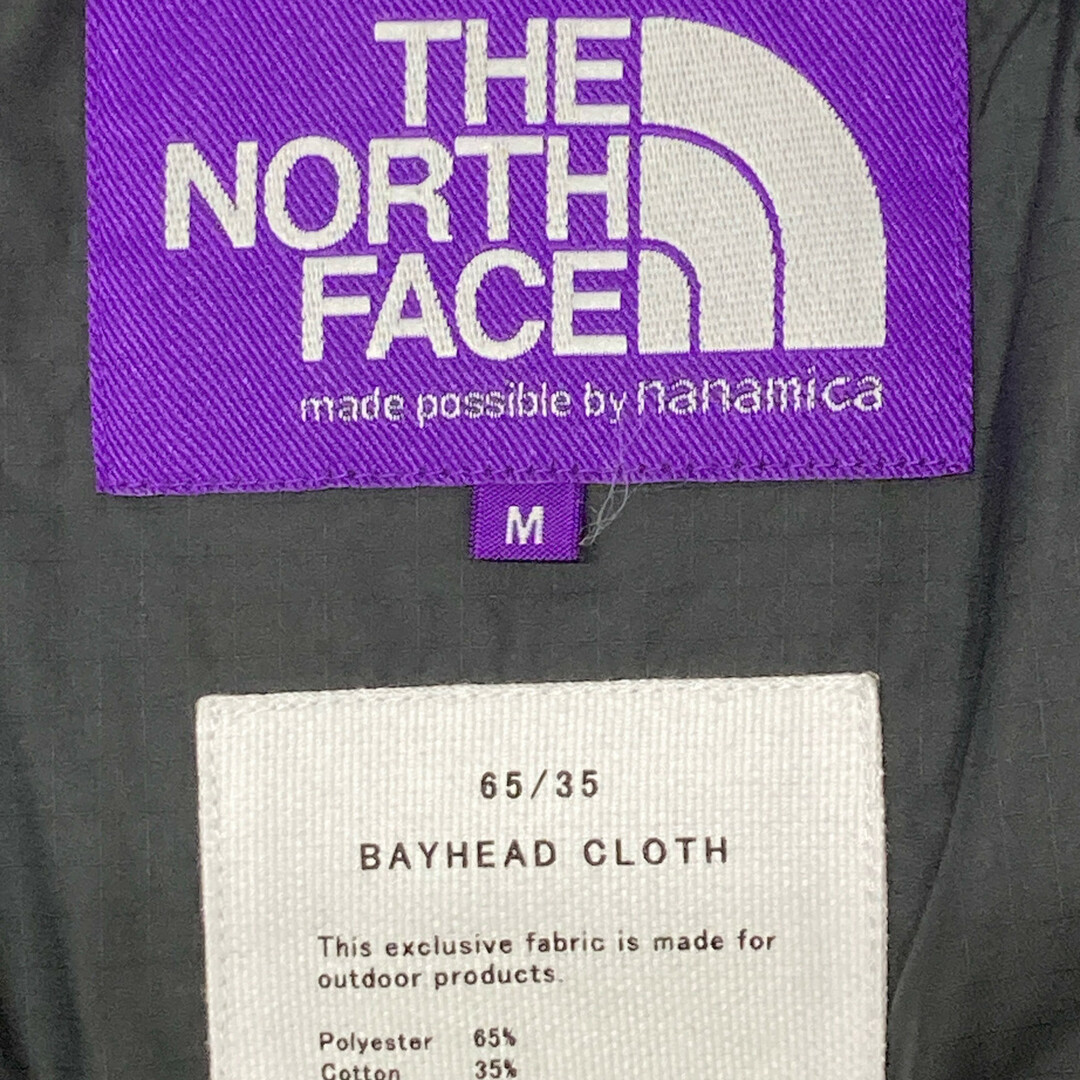 THE
NORTH
FACE
made possible by nanamica
M
65/35
BAYHEAD CLOTH
This exclusive fabric is made for
outdoor products.
Polyester 65%
Cotton 35%